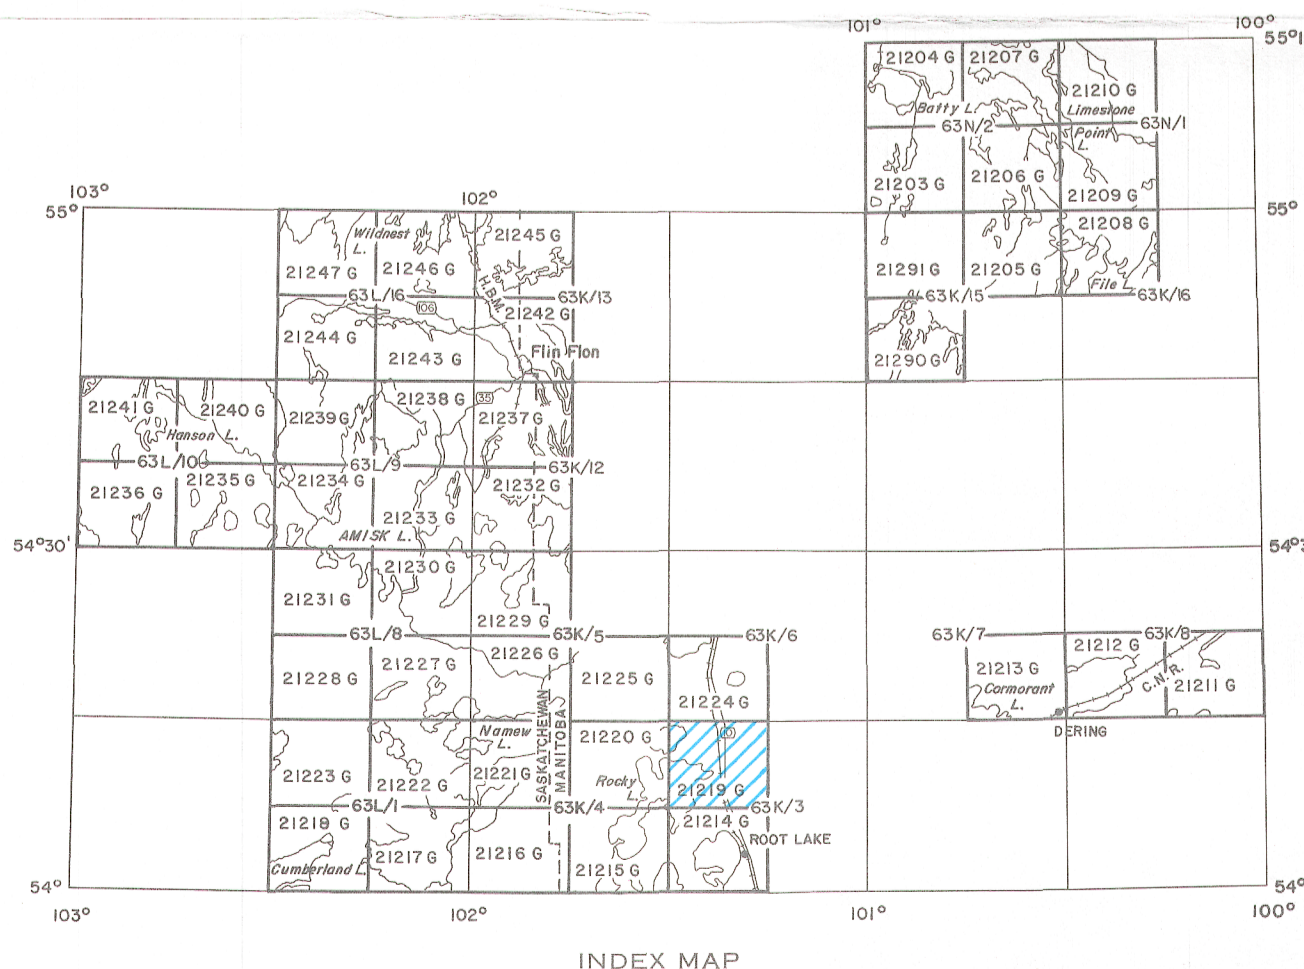 101°
100°
55°1
21204 G
21207 G
21210 G
Batty L.
Limestone
63N/2
63N/1
Point
L.
21203 G
21206 G
21209 G
103°
102°
55°
55°
21208 G
Wildnest
L.
21245 G
21247 G
21246 G
21291 G
21205 G
File L.
H.B.M.
63L/16
63K/13
63K/15
63K/16
106
21242 G
21244 G
21243 G
Flin Flon
21290 G
21241 G
21240 G
21239 G
21238 G
35
21237 G
Hanson L.
63L/10
63L/9
63K/12
21236 G
21235 G
21234 G
21232 G
21233 G
AMISK L.
54°30'
54°3
21230 G
21231 G
21229 G
63L/8
63K/5
63K/6
63K/7
63K/8
21228 G
21227 G
21226 G
21225 G
21224 G
21213 G
Cormorant
L.
21212 G
C.N.R.
21211 G
DERING
SASKATCHEWAN
MANITOBA
Namew
L.
21220 G
10
21223 G
21222 G
21221 G
Rocky
L.
21219 G
63L/1
63K/4
63K/3
21218 G
21214 G
ROOT LAKE
21217 G
21216 G
21215 G
Cumberland L.
54°
54°
103°
102°
101°
100°
INDEX MAP